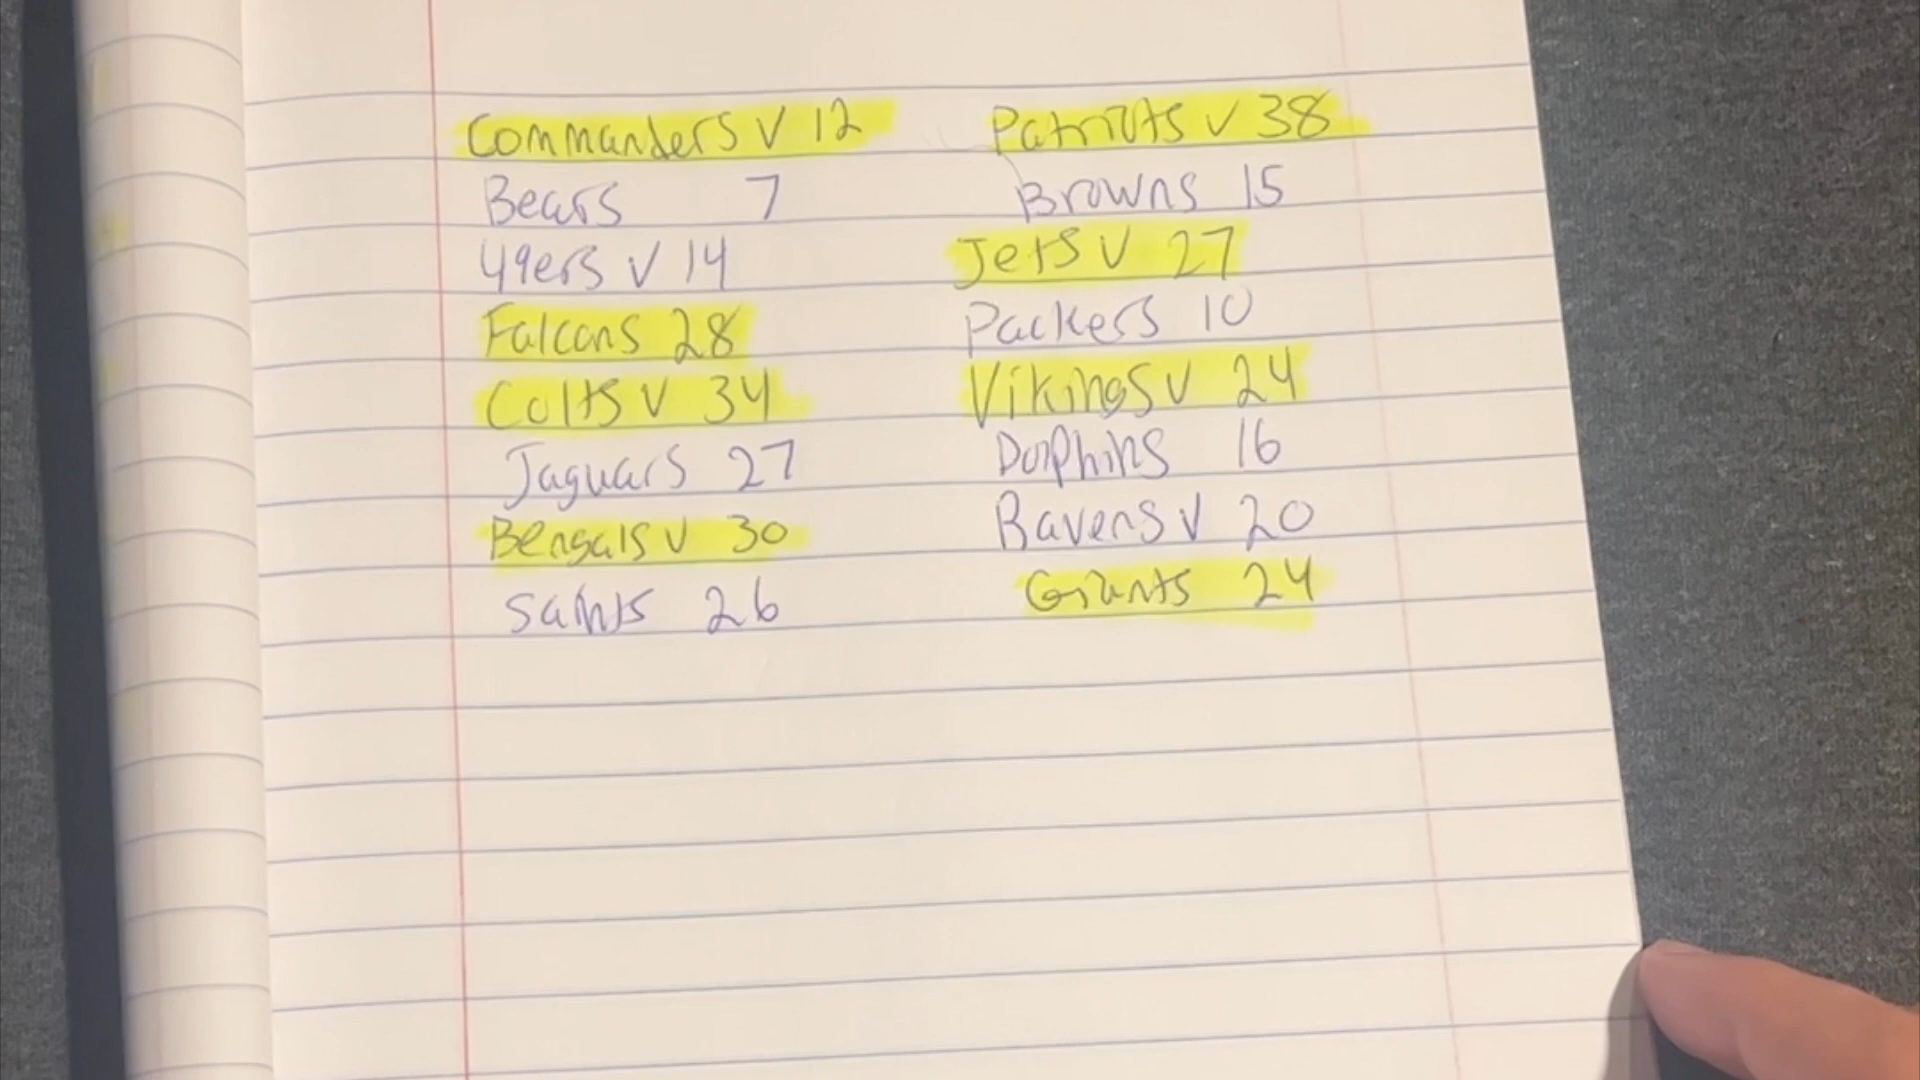 Commanders v 12
Bears 7
49ers v 14
Falcons 28
Colts v 34
Jaguars 27
Bengals v 30
Saints 26
Patriots v 38
Browns 15
Jets v 27
Packers 10
Vikings v 24
Dolphins 16
Ravens v 20
Giants 24